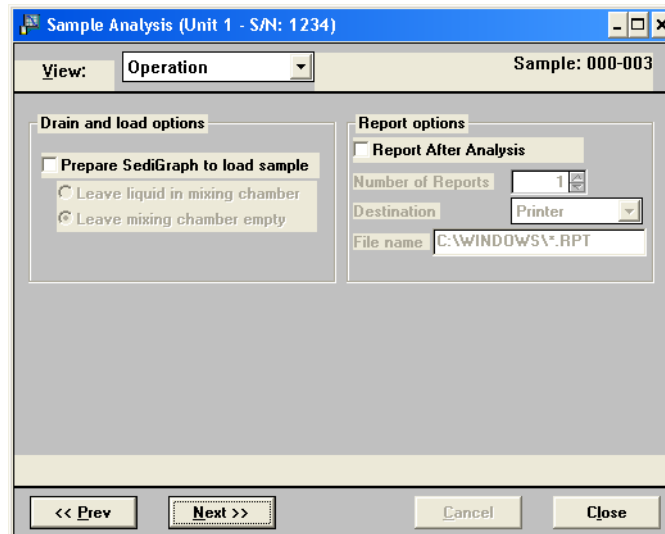 Sample Analysis (Unit 1 - S/N: 1234)
View: Operation Sample: 000-003
Drain and load options
Prepare SediGraph to load sample
Leave liquid in mixing chamber
Leave mixing chamber empty
Report options
Report After Analysis
Number of Reports 1
Destination Printer
File name C:\WINDOWS\*.RPT
<< Prev Next >> Cancel Close